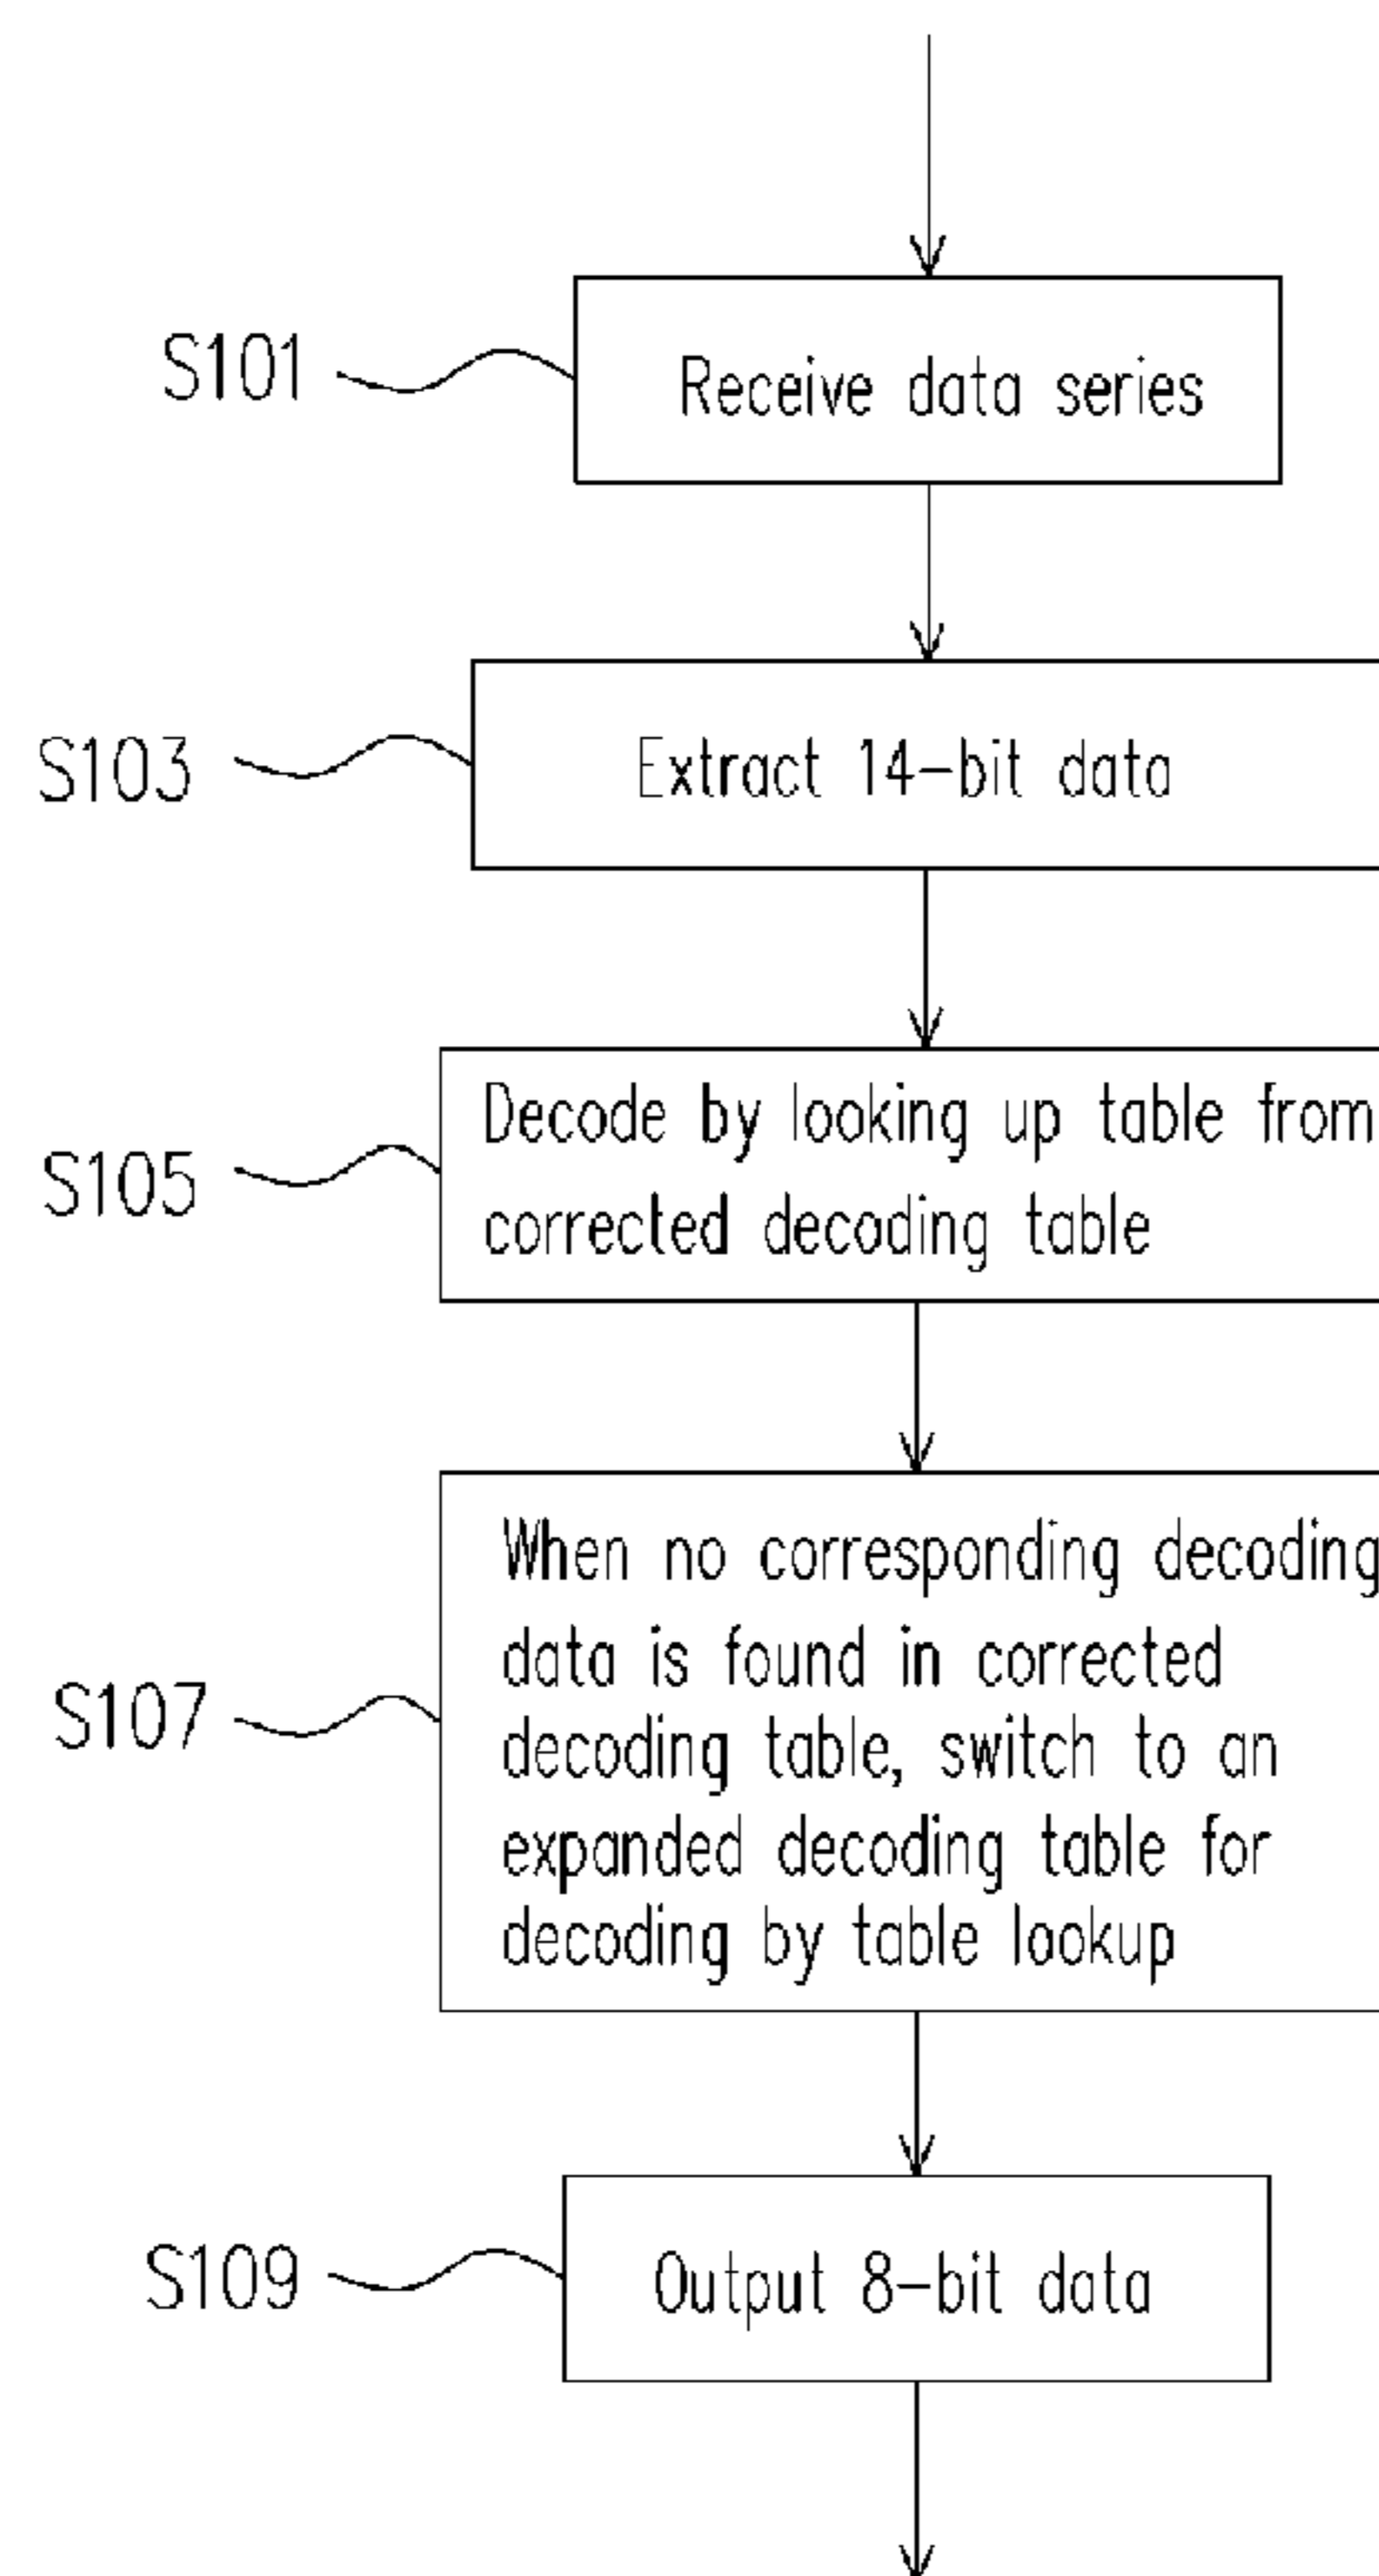 S101
Receive data series
S103
Extract 14-bit data
S105
Decode by looking up table from
corrected decoding table
S107
When no corresponding decoding
data is found in corrected
decoding table, switch to an
expanded decoding table for
decoding by table lookup
S109
Output 8-bit data